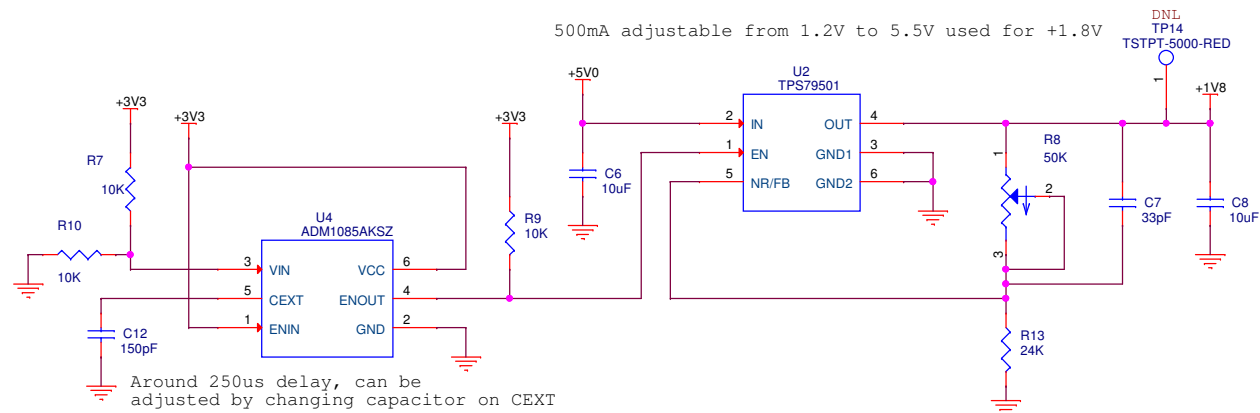 500mA adjustable from 1.2V to 5.5V used for +1.8V
DNL
TP14
TSTPT-5000-RED
1
+5V0
U2
TPS79501
+1V8
2 IN OUT 4
1 EN GND1 3
5 NR/FB GND2 6
C6
10uF
R8
50K
1
2
3
C7
33pF
C8
10uF
R13
24K
+3V3
+3V3
+3V3
R7
10K
R10
10K
R9
10K
U4
ADM1085AKSZ
3 VIN VCC 6
5 CEXT ENOUT 4
1 ENIN GND 2
C12
150pF
Around 250us delay, can be
adjusted by changing capacitor on CEXT